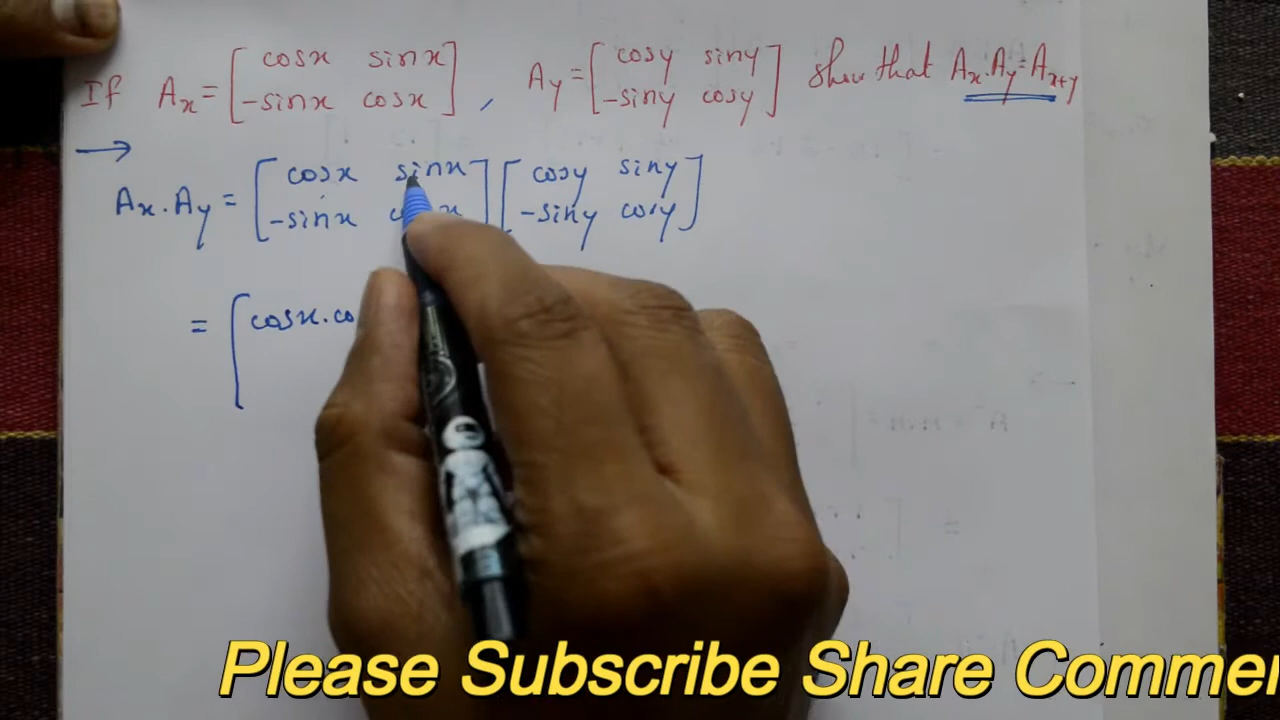 If Ax = [cosx sinx
-sinx cosx] , Ay = [cosy siny
-siny cosy] show that Ax.Ay = Ax+y
→
Ax.Ay = [cosx sinx
-sinx x] [cosy siny
-siny cosy]
= [cosx.co
Please Subscribe Share Commen